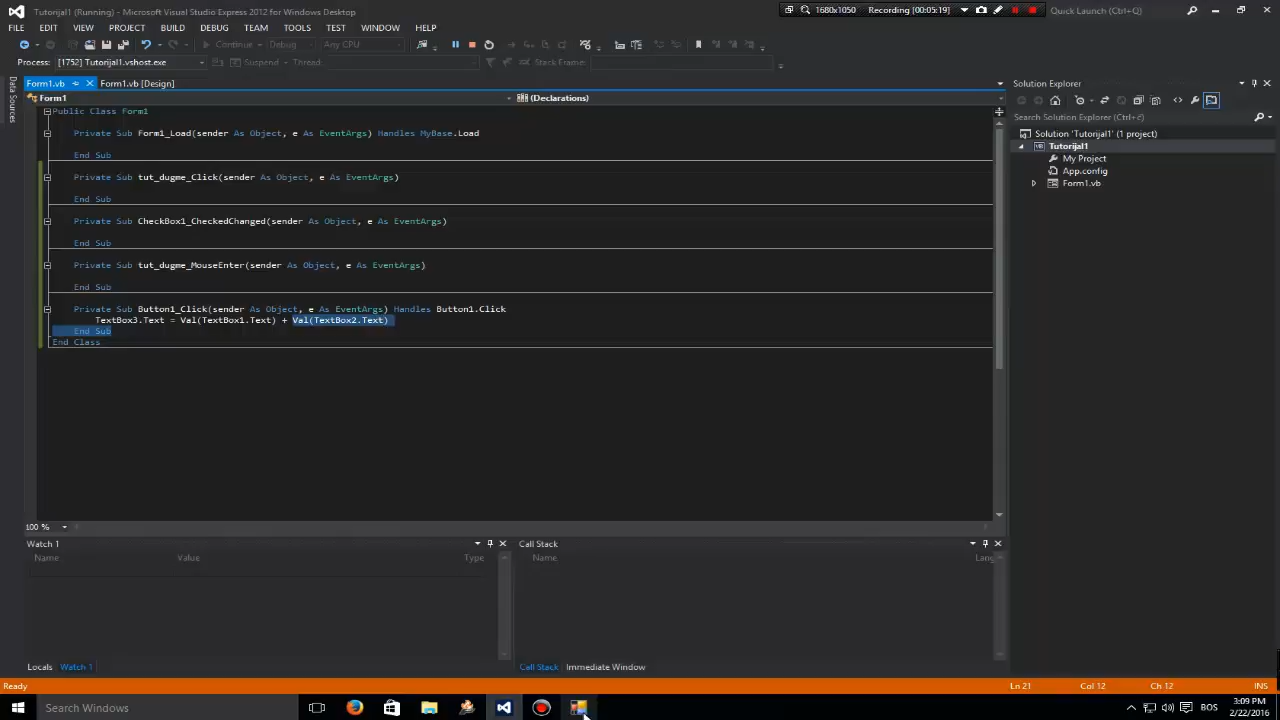 Tutorijal1 (Running) - Microsoft Visual Studio Express 2012 for Windows Desktop
1680x1050
Recording [00:05:19]
Quick Launch (Ctrl+Q)
FILE EDIT VIEW PROJECT BUILD DEBUG TEAM TOOLS TEST WINDOW HELP
Continue Debug Any CPU
Process: [1752] Tutorijal1.vshost.exe Suspend Thread: Stack Frame:
Data Sources
Form1.vb Form1.vb [Design]
Form1 (Declarations)
Public Class Form1
Private Sub Form1_Load(sender As Object, e As EventArgs) Handles MyBase.Load
End Sub
Private Sub tut_dugme_Click(sender As Object, e As EventArgs)
End Sub
Private Sub CheckBox1_CheckedChanged(sender As Object, e As EventArgs)
End Sub
Private Sub tut_dugme_MouseEnter(sender As Object, e As EventArgs)
End Sub
Private Sub Button1_Click(sender As Object, e As EventArgs) Handles Button1.Click
TextBox3.Text = Val(TextBox1.Text) + Val(TextBox2.Text)
End Sub
End Class
100 %
Solution Explorer
Search Solution Explorer (Ctrl+č)
Solution 'Tutorijal1' (1 project)
VB Tutorijal1
My Project
App.config
Form1.vb
Watch 1
Name Value Type
Locals Watch 1
Call Stack
Name Lang
Call Stack Immediate Window
Ready Ln 21 Col 12 Ch 12 INS
Search Windows
BOS
3:09 PM
2/22/2016